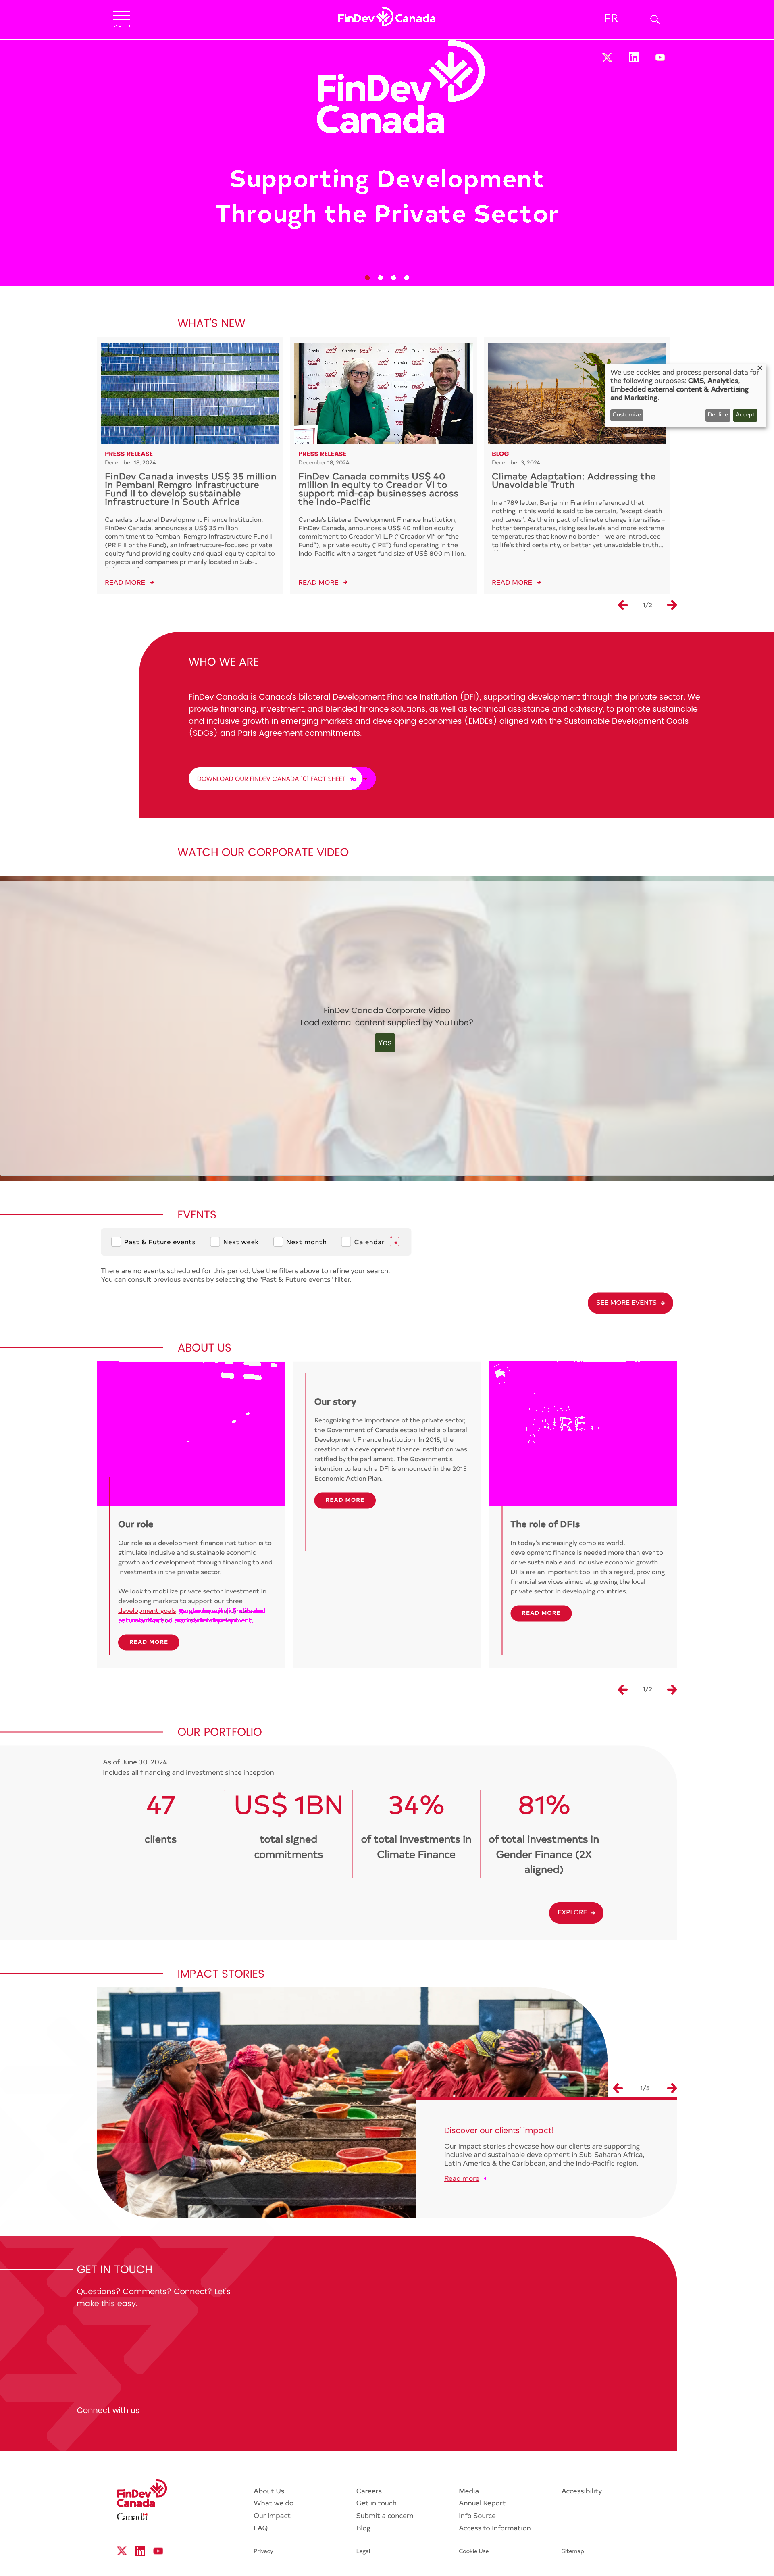 MENU
FinDev Canada
FR
FinDev
Canada
Supporting Development
Through the Private Sector
WHAT'S NEW
PRESS RELEASE
December 18, 2024
FinDev Canada invests US$ 35 million
in Pembani Remgro Infrastructure
Fund II to develop sustainable
infrastructure in South Africa
Canada's bilateral Development Finance Institution,
FinDev Canada, announces a US$ 35 million
commitment to Pembani Remgro Infrastructure Fund II
(PRIF II or the Fund), an infrastructure-focused private
equity fund providing equity and quasi-equity capital to
projects and companies primarily located in Sub-...
READ MORE
PRESS RELEASE
December 18, 2024
FinDev Canada commits US$ 40
million in equity to Creador VI to
support mid-cap businesses across
the Indo-Pacific
Canada's bilateral Development Finance Institution,
FinDev Canada, announces a US$ 40 million equity
commitment to Creador VI L.P ("Creador VI" or "the
Fund"), a private equity ("PE") fund operating in the
Indo-Pacific with a target fund size of US$ 800 million.
READ MORE
BLOG
December 3, 2024
Climate Adaptation: Addressing the
Unavoidable Truth
In a 1789 letter, Benjamin Franklin referenced that
nothing in this world is said to be certain, "except death
and taxes". As the impact of climate change intensifies –
hotter temperatures, rising sea levels and more extreme
temperatures that know no border – we are introduced
to life's third certainty, or better yet unavoidable truth....
READ MORE
We use cookies and process personal data for
the following purposes: CMS, Analytics,
Embedded external content & Advertising
and Marketing.
Customize
Decline
Accept
1/2
WHO WE ARE
FinDev Canada is Canada's bilateral Development Finance Institution (DFI), supporting development through the private sector. We
provide financing, investment, and blended finance solutions, as well as technical assistance and advisory, to promote sustainable
and inclusive growth in emerging markets and developing economies (EMDEs) aligned with the Sustainable Development Goals
(SDGs) and Paris Agreement commitments.
DOWNLOAD OUR FINDEV CANADA 101 FACT SHEET
WATCH OUR CORPORATE VIDEO
FinDev Canada Corporate Video
Load external content supplied by YouTube?
Yes
EVENTS
Past & Future events
Next week
Next month
Calendar
There are no events scheduled for this period. Use the filters above to refine your search.
You can consult previous events by selecting the "Past & Future events" filter.
SEE MORE EVENTS
ABOUT US
Our role
Our role as a development finance institution is to
stimulate inclusive and sustainable economic
growth and development through financing to and
investments in the private sector.
We look to mobilize private sector investment in
developing markets to support our three
development goals:
READ MORE
Our story
Recognizing the importance of the private sector,
the Government of Canada established a bilateral
Development Finance Institution. In 2015, the
creation of a development finance institution was
ratified by the parliament. The Government's
intention to launch a DFI is announced in the 2015
Economic Action Plan.
READ MORE
The role of DFIs
In today's increasingly complex world,
development finance is needed more than ever to
drive sustainable and inclusive economic growth.
DFIs are an important tool in this regard, providing
financial services aimed at growing the local
private sector in developing countries.
READ MORE
1/2
OUR PORTFOLIO
As of June 30, 2024
Includes all financing and investment since inception
47
clients
US$ 1BN
total signed
commitments
34%
of total investments in
Climate Finance
81%
of total investments in
Gender Finance (2X
aligned)
EXPLORE
IMPACT STORIES
1/5
Discover our clients' impact!
Our impact stories showcase how our clients are supporting
inclusive and sustainable development in Sub-Saharan Africa,
Latin America & the Caribbean, and the Indo-Pacific region.
Read more
GET IN TOUCH
Questions? Comments? Connect? Let's
make this easy.
Connect with us
FinDev
Canada
Canada
About Us
What we do
Our Impact
FAQ
Careers
Get in touch
Submit a concern
Blog
Media
Annual Report
Info Source
Access to Information
Accessibility
Privacy
Legal
Cookie Use
Sitemap